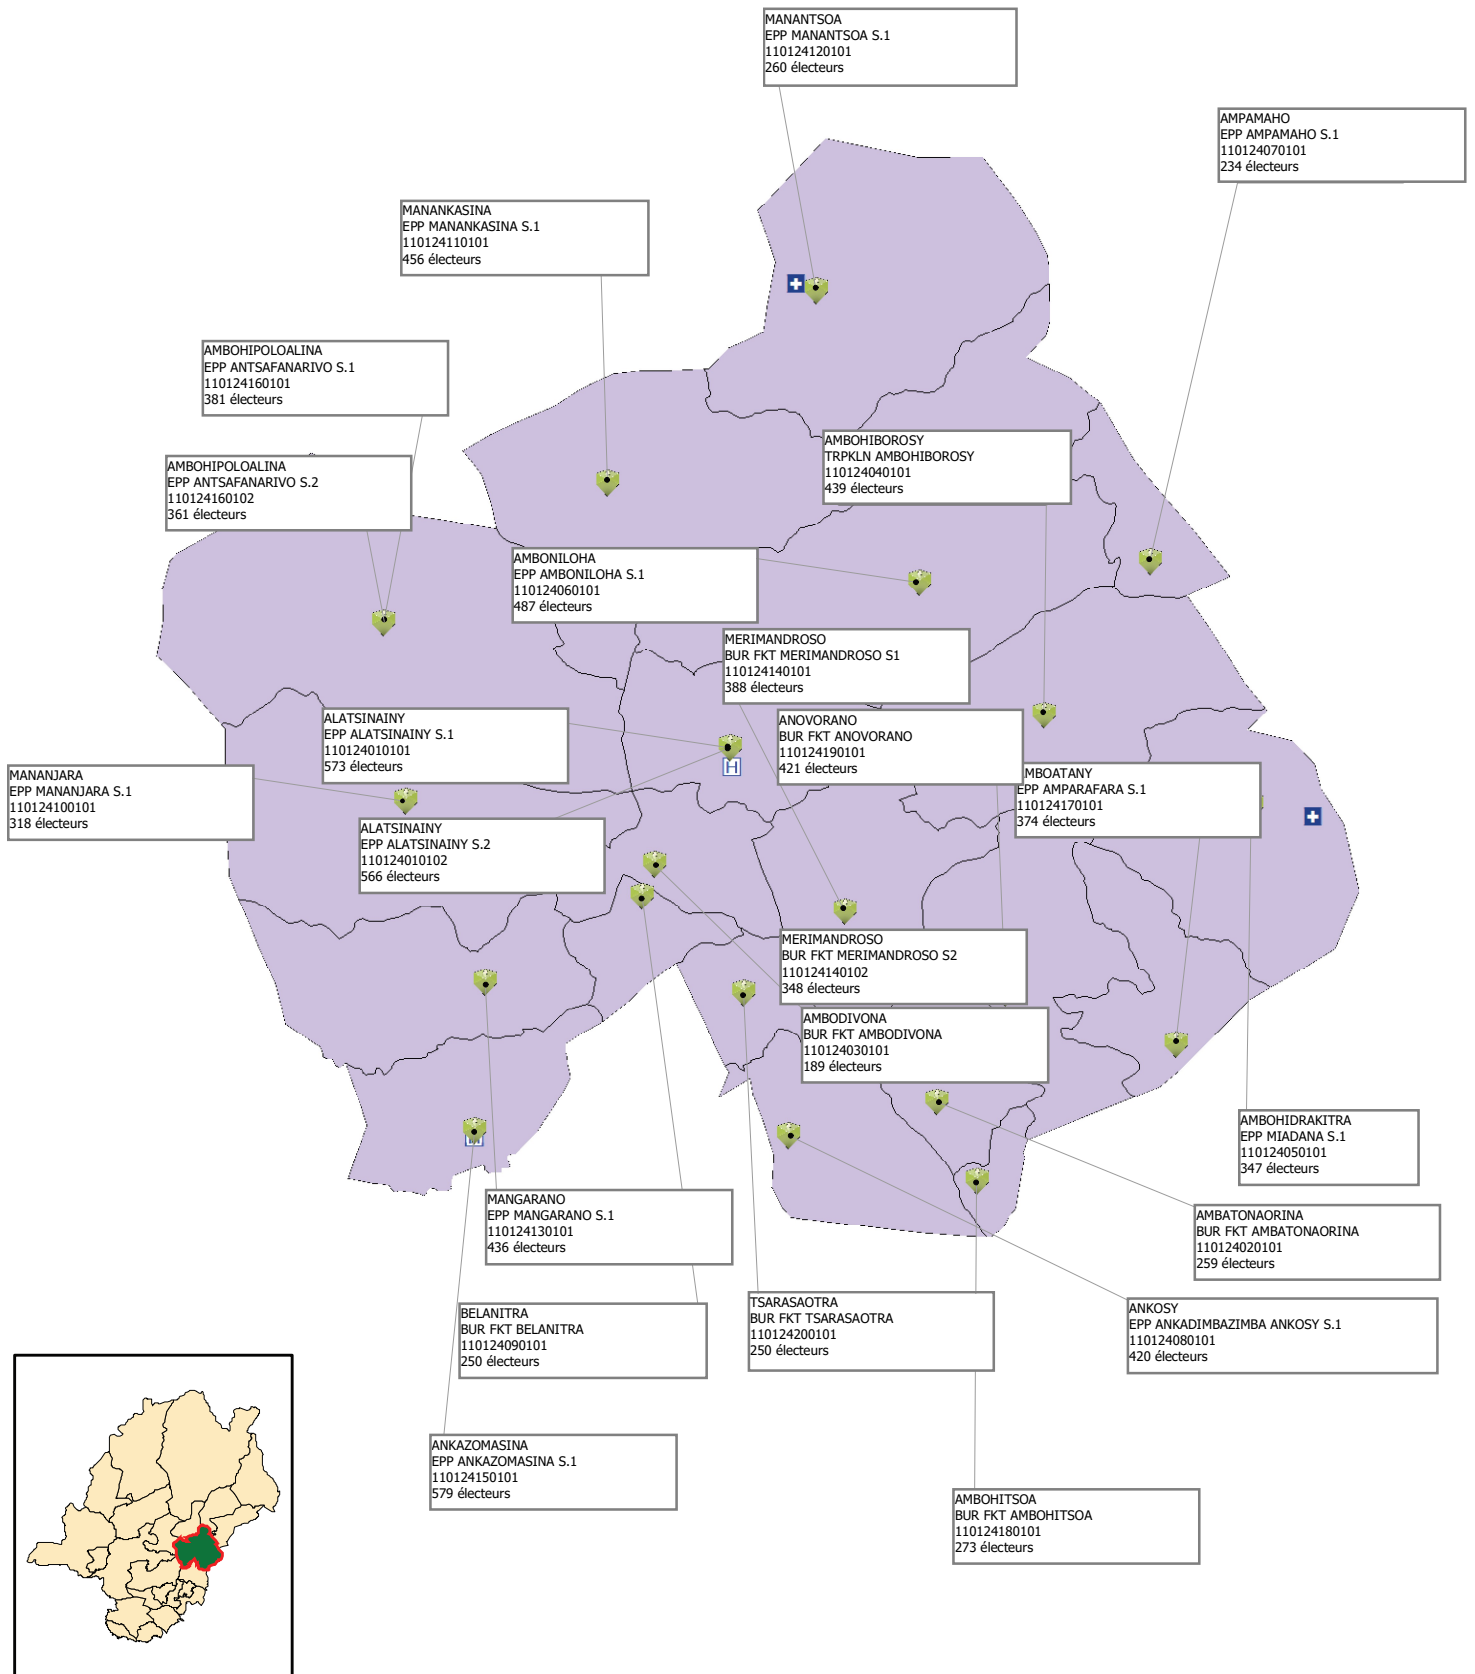 MANANTSOA
EPP MANANTSOA S.1
110124120101
260 électeurs
AMPAMAHO
EPP AMPAMAHO S.1
110124070101
234 électeurs
MANANKASINA
EPP MANANKASINA S.1
110124110101
456 électeurs
AMBOHIPOLOALINA
EPP ANTSAFANARIVO S.1
110124160101
381 électeurs
AMBOHIBOROSY
TRPKLN AMBOHIBOROSY
110124040101
439 électeurs
AMBOHIPOLOALINA
EPP ANTSAFANARIVO S.2
110124160102
361 électeurs
AMBONILOHA
EPP AMBONILOHA S.1
110124060101
487 électeurs
MERIMANDROSO
BUR FKT MERIMANDROSO S1
110124140101
388 électeurs
ALATSINAINY
EPP ALATSINAINY S.1
110124010101
573 électeurs
ANOVORANO
BUR FKT ANOVORANO
110124190101
421 électeurs
MANANJARA
EPP MANANJARA S.1
110124100101
318 électeurs
MBOATANY
EPP AMPARAFARA S.1
110124170101
374 électeurs
H
ALATSINAINY
EPP ALATSINAINY S.2
110124010102
566 électeurs
MERIMANDROSO
BUR FKT MERIMANDROSO S2
110124140102
348 électeurs
AMBODIVONA
BUR FKT AMBODIVONA
110124030101
189 électeurs
AMBOHIDRAKITRA
EPP MIADANA S.1
110124050101
347 électeurs
MANGARANO
EPP MANGARANO S.1
110124130101
436 électeurs
AMBATONAORINA
BUR FKT AMBATONAORINA
110124020101
259 électeurs
BELANITRA
BUR FKT BELANITRA
110124090101
250 électeurs
TSARASAOTRA
BUR FKT TSARASAOTRA
110124200101
250 électeurs
ANKOSY
EPP ANKADIMBAZIMBA ANKOSY S.1
110124080101
420 électeurs
ANKAZOMASINA
EPP ANKAZOMASINA S.1
110124150101
579 électeurs
AMBOHITSOA
BUR FKT AMBOHITSOA
110124180101
273 électeurs